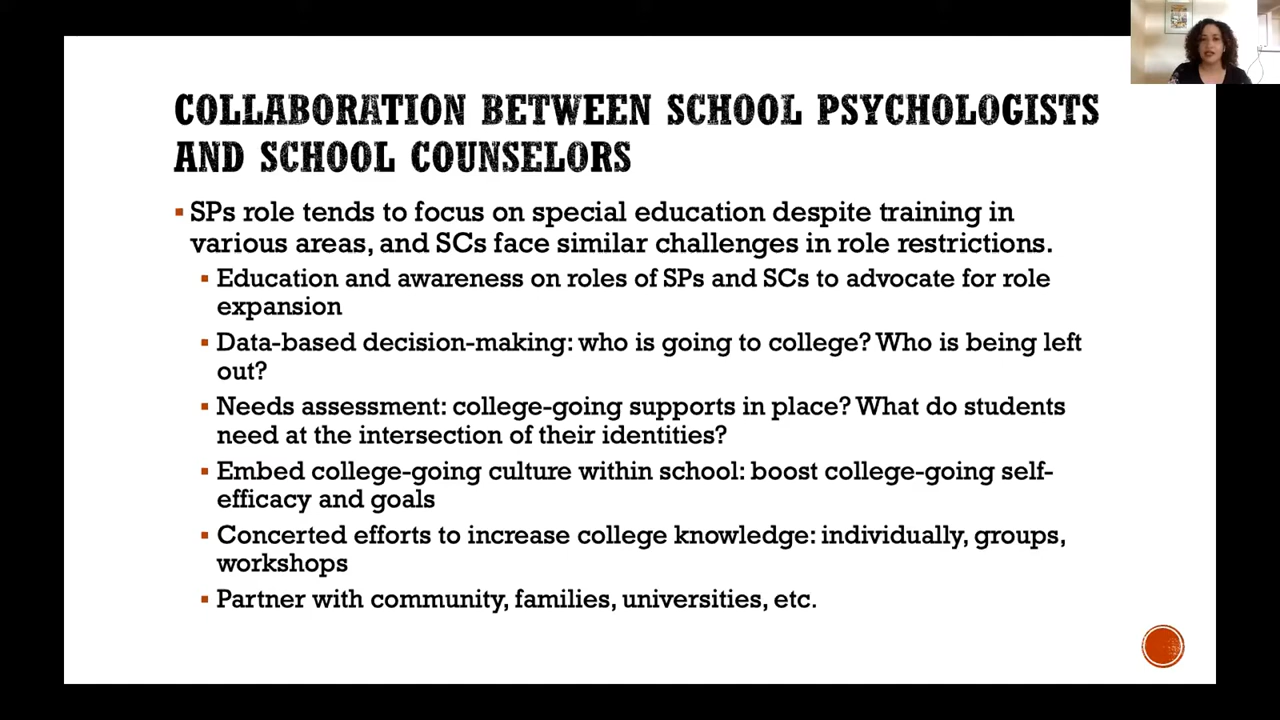 COLLABORATION BETWEEN SCHOOL PSYCHOLOGISTS
AND SCHOOL COUNSELORS
▪ SPs role tends to focus on special education despite training in
various areas, and SCs face similar challenges in role restrictions.
▪ Education and awareness on roles of SPs and SCs to advocate for role
expansion
▪ Data-based decision-making: who is going to college? Who is being left
out?
▪ Needs assessment: college-going supports in place? What do students
need at the intersection of their identities?
▪ Embed college-going culture within school: boost college-going self-
efficacy and goals
▪ Concerted efforts to increase college knowledge: individually, groups,
workshops
▪ Partner with community, families, universities, etc.